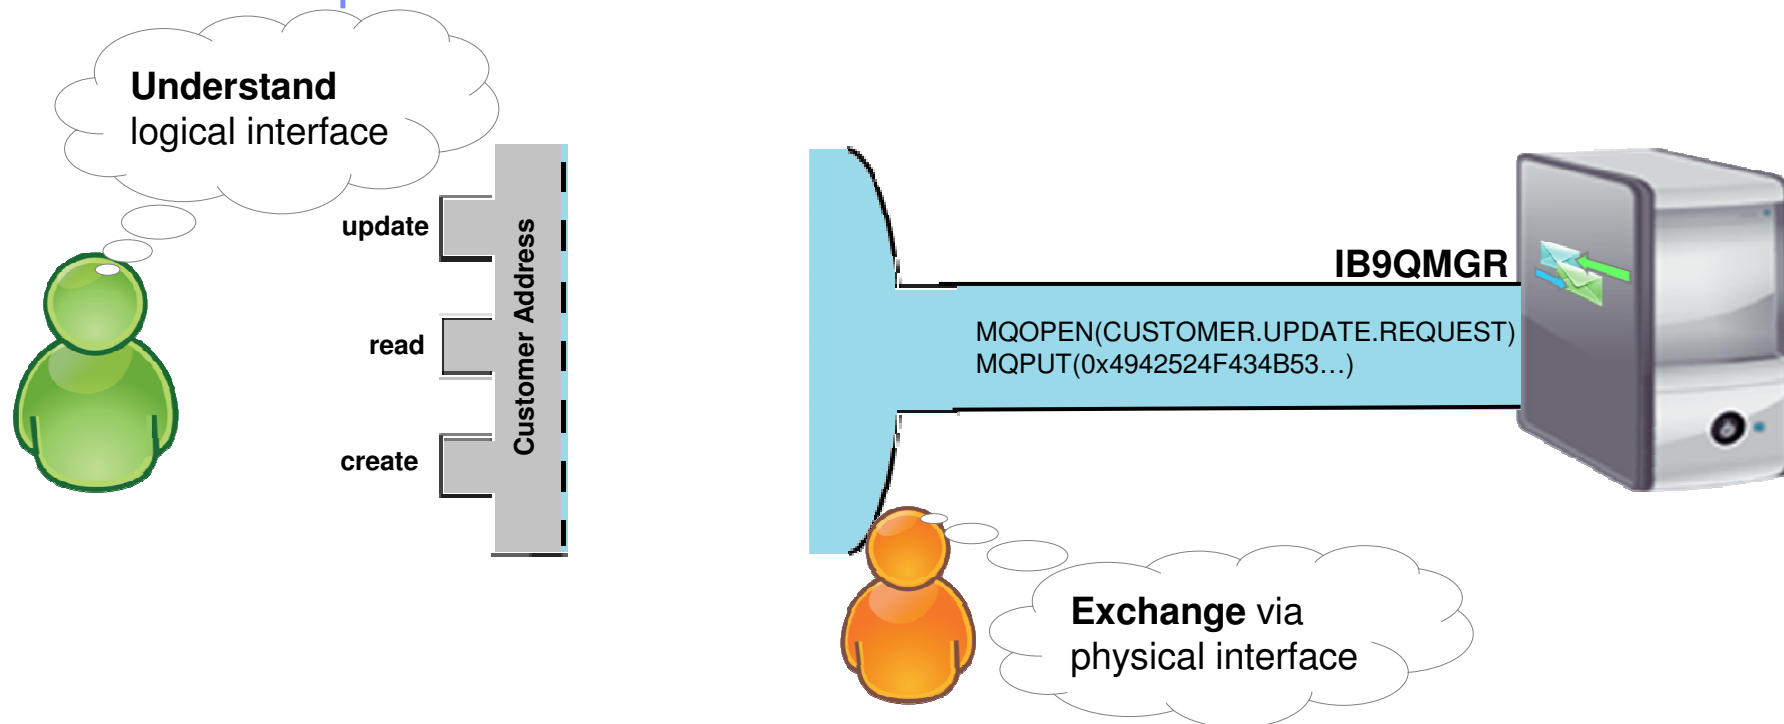 Understand
logical interface
update
read
create
Customer Address
IB9QMGR
MQOPEN(CUSTOMER.UPDATE.REQUEST)
MQPUT(0x4942524F434B53…)
Exchange via
physical interface